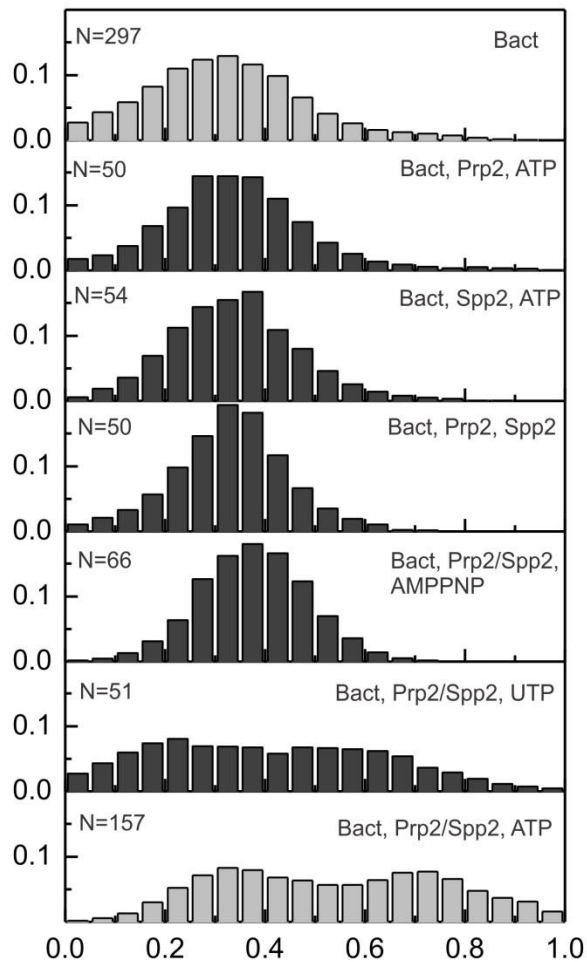 N=297 Bact
0.1
0.0
N=50 Bact, Prp2, ATP
0.1
0.0
N=54 Bact, Spp2, ATP
0.1
0.0
N=50 Bact, Prp2, Spp2
0.1
0.0
N=66 Bact, Prp2/Spp2,
AMPPNP
0.1
0.0
N=51 Bact, Prp2/Spp2, UTP
0.1
0.0
N=157 Bact, Prp2/Spp2, ATP
0.1
0.0 0.2 0.4 0.6 0.8 1.0